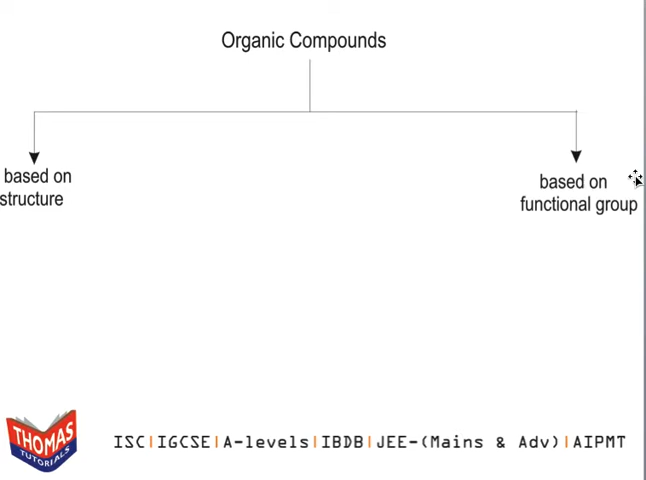 Organic Compounds
based on
structure
based on
functional group
THOMAS
TUTORIALS
ISC|IGCSE|A-levels|IBDB|JEE-(Mains & Adv)|AIPMT